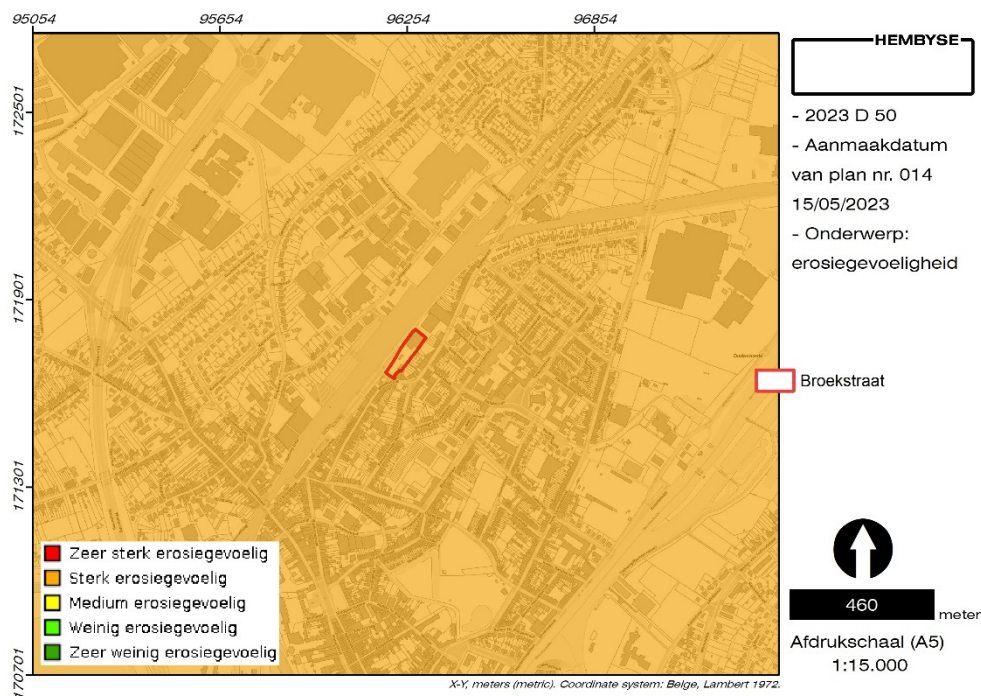 95054
95654
96254
96854
172501
171901
171301
170701
HEMBYSE
- 2023 D 50
- Aanmaakdatum
van plan nr. 014
15/05/2023
- Onderwerp:
erosiegevoeligheid
Broekstraat
Zeer sterk erosiegevoelig
Sterk erosiegevoelig
Medium erosiegevoelig
Weinig erosiegevoelig
Zeer weinig erosiegevoelig
460
meter
Afdrukschaal (A5)
1:15.000
X-Y, meters (metric). Coordinate system: Belge, Lambert 1972.